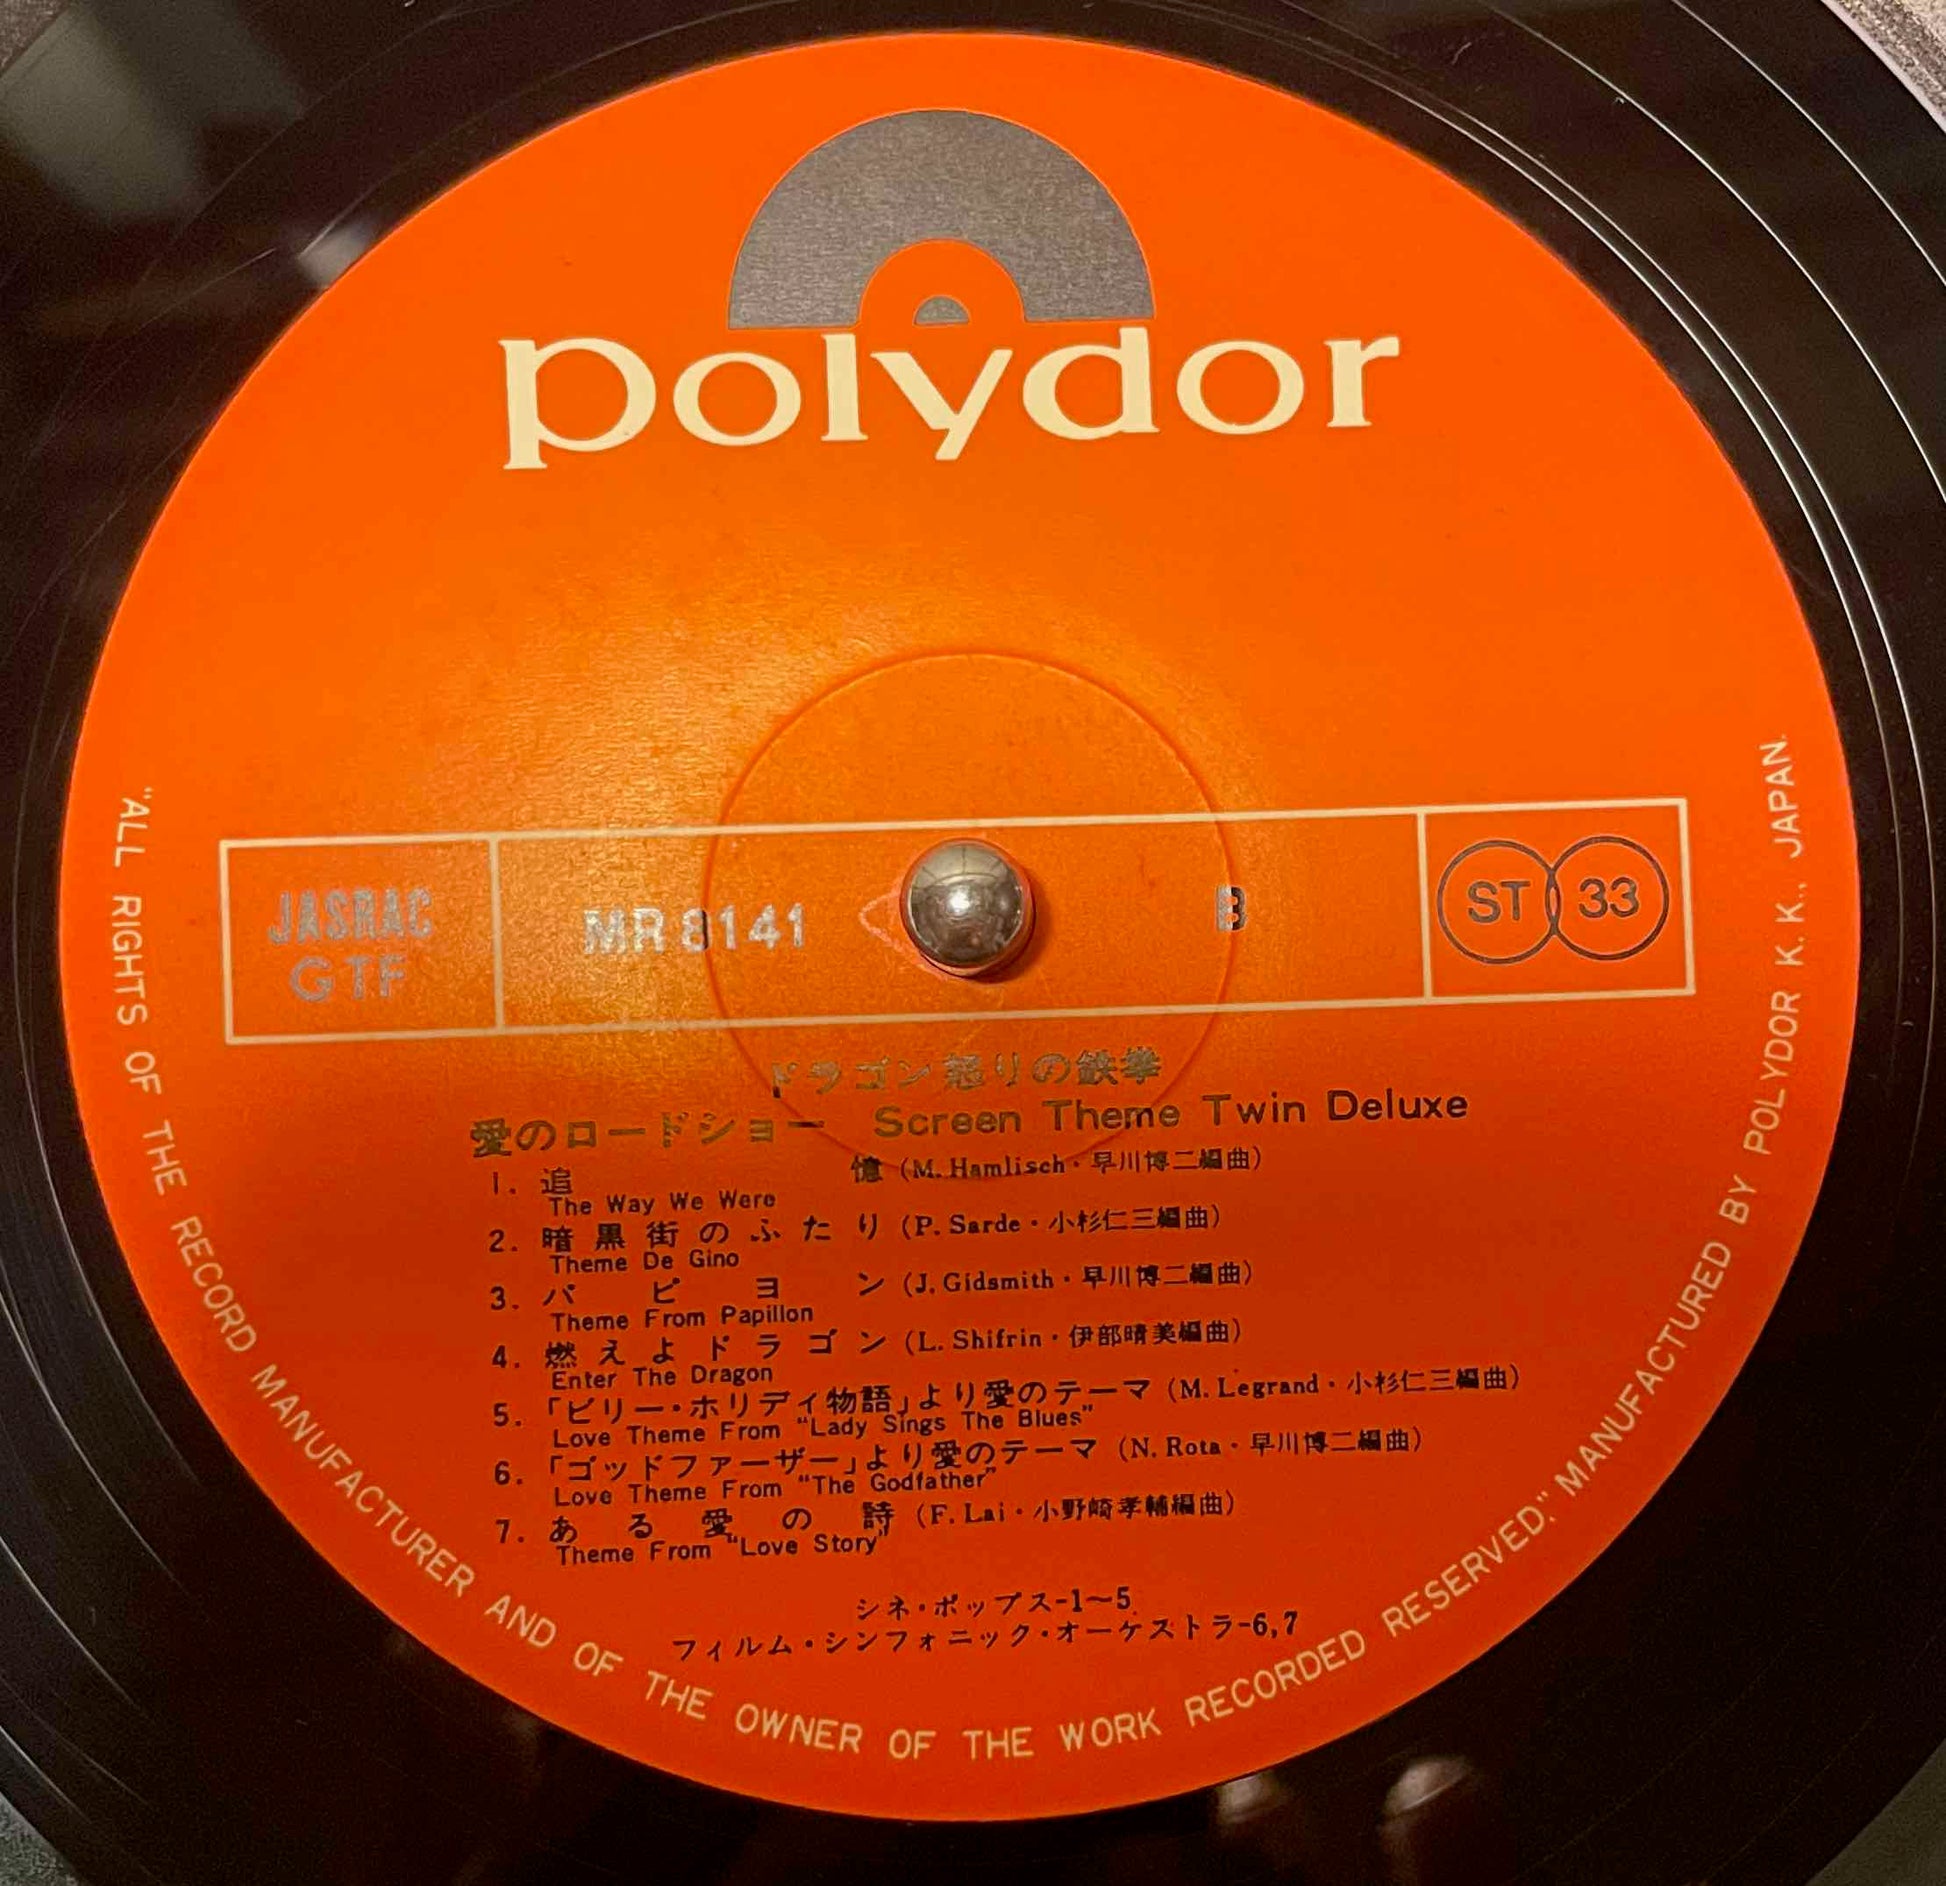 polydor
JASRAC
GTF
MR 8141
B
ST 33
ドラゴン怒りの鉄拳
愛のロードショー Screen Theme Twin Deluxe
1. 追憶 (M. Hamlisch・早川博二編曲)
The Way We Were
2. 暗黒街のふたり (P. Sarde・小杉仁三編曲)
Theme De Gino
3. パピヨン (J. Gidsmith・早川博二編曲)
Theme From Papillon
4. 燃えよドラゴン (L. Shifrin・伊部晴美編曲)
Enter The Dragon
5. 「ビリー・ホリデイ物語」より愛のテーマ (M. Legrand・小杉仁三編曲)
Love Theme From "Lady Sings The Blues"
6. 「ゴッドファーザー」より愛のテーマ (N. Rota・早川博二編曲)
Love Theme From "The Godfather"
7. ある愛の詩 (F. Lai・小野崎孝輔編曲)
Theme From "Love Story"
シネ・ポップス-1〜5
フィルム・シンフォニック・オーケストラ-6,7
"ALL RIGHTS OF THE RECORD MANUFACTURER AND OF THE OWNER OF THE WORK RECORDED RESERVED," MANUFACTURED BY POLYDOR K.K., JAPAN.